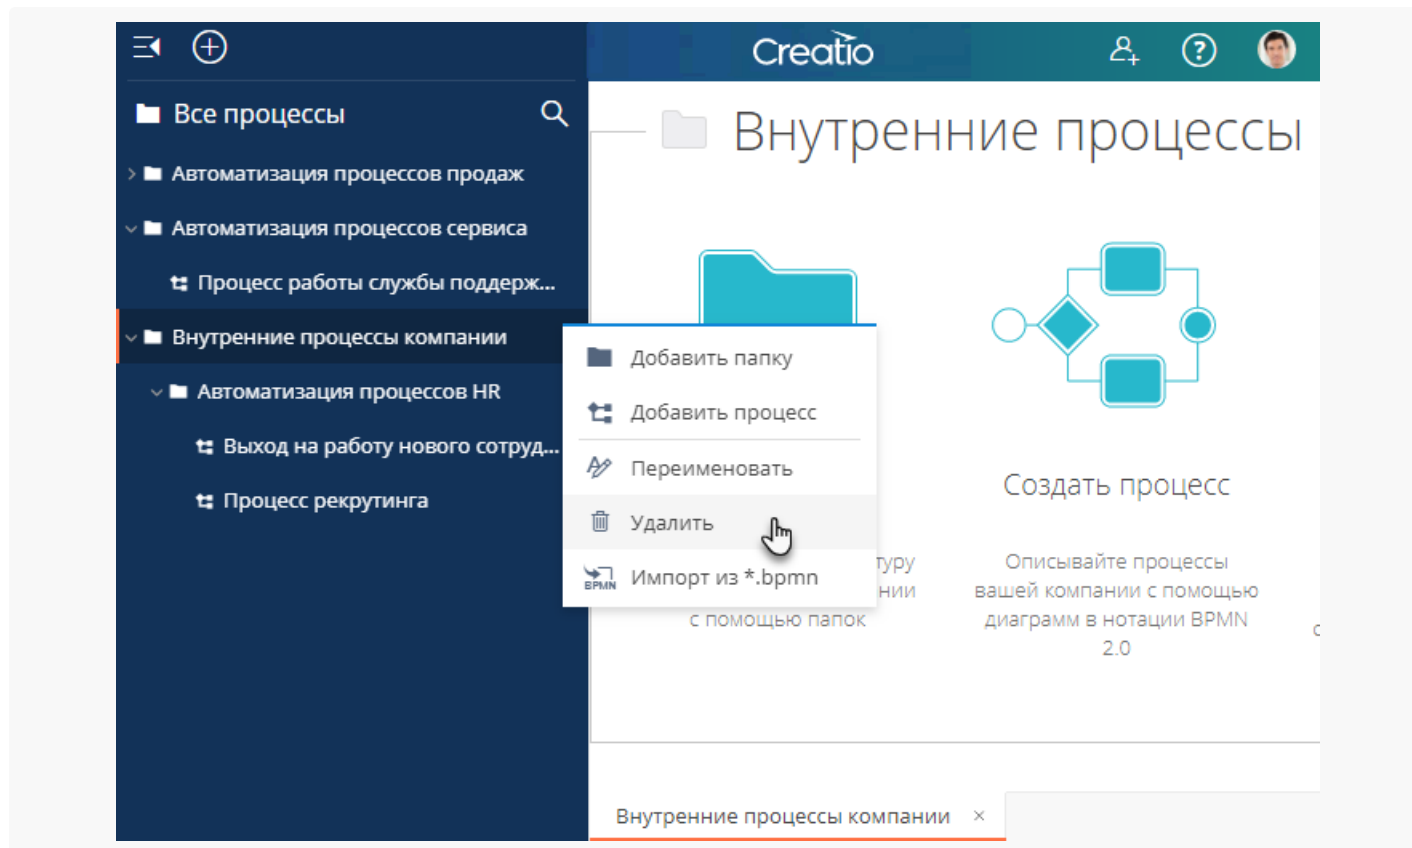 Creatio
Все процессы
Внутренние процессы
Автоматизация процессов продаж
Автоматизация процессов сервиса
Процесс работы службы поддерж...
Внутренние процессы компании
Автоматизация процессов HR
Выход на работу нового сотруд...
Процесс рекрутинга
Добавить папку
Добавить процесс
Переименовать
Удалить
BPMN Импорт из *.bpmn
с помощью папок
Создать процесс
Описывайте процессы
вашей компании с помощью
диаграмм в нотации BPMN
2.0
Внутренние процессы компании